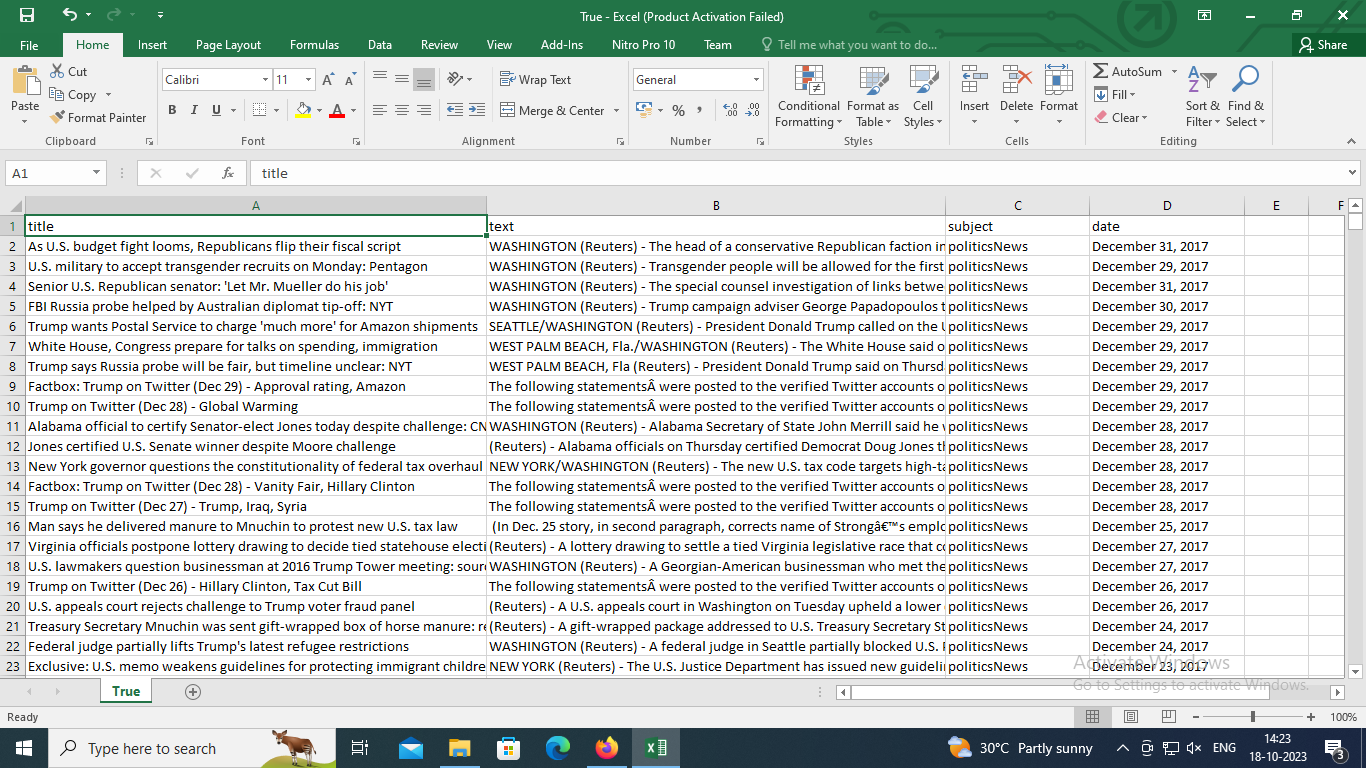 True - Excel (Product Activation Failed)
File Home Insert Page Layout Formulas Data Review View Add-Ins Nitro Pro 10 Team Tell me what you want to do... Share
Paste
Cut
Copy
Format Painter
Clipboard
Calibri 11
B I U
Font
Wrap Text
Merge & Center
Alignment
General
%
Number
Conditional Formatting
Format as Table
Cell Styles
Styles
Insert
Delete
Format
Cells
AutoSum
Fill
Clear
Sort & Filter
Find & Select
Editing
A1 fx title
A B C D E F
1 title text subject date
2 As U.S. budget fight looms, Republicans flip their fiscal script WASHINGTON (Reuters) - The head of a conservative Republican faction in politicsNews December 31, 2017
3 U.S. military to accept transgender recruits on Monday: Pentagon WASHINGTON (Reuters) - Transgender people will be allowed for the first politicsNews December 29, 2017
4 Senior U.S. Republican senator: 'Let Mr. Mueller do his job' WASHINGTON (Reuters) - The special counsel investigation of links betwe politicsNews December 31, 2017
5 FBI Russia probe helped by Australian diplomat tip-off: NYT WASHINGTON (Reuters) - Trump campaign adviser George Papadopoulos t politicsNews December 30, 2017
6 Trump wants Postal Service to charge 'much more' for Amazon shipments SEATTLE/WASHINGTON (Reuters) - President Donald Trump called on the U politicsNews December 29, 2017
7 White House, Congress prepare for talks on spending, immigration WEST PALM BEACH, Fla./WASHINGTON (Reuters) - The White House said o politicsNews December 29, 2017
8 Trump says Russia probe will be fair, but timeline unclear: NYT WEST PALM BEACH, Fla (Reuters) - President Donald Trump said on Thursd politicsNews December 29, 2017
9 Factbox: Trump on Twitter (Dec 29) - Approval rating, Amazon The following statementsÂ were posted to the verified Twitter accounts o politicsNews December 29, 2017
10 Trump on Twitter (Dec 28) - Global Warming The following statementsÂ were posted to the verified Twitter accounts o politicsNews December 29, 2017
11 Alabama official to certify Senator-elect Jones today despite challenge: CN WASHINGTON (Reuters) - Alabama Secretary of State John Merrill said he w politicsNews December 28, 2017
12 Jones certified U.S. Senate winner despite Moore challenge (Reuters) - Alabama officials on Thursday certified Democrat Doug Jones th politicsNews December 28, 2017
13 New York governor questions the constitutionality of federal tax overhaul NEW YORK/WASHINGTON (Reuters) - The new U.S. tax code targets high-ta politicsNews December 28, 2017
14 Factbox: Trump on Twitter (Dec 28) - Vanity Fair, Hillary Clinton The following statementsÂ were posted to the verified Twitter accounts o politicsNews December 28, 2017
15 Trump on Twitter (Dec 27) - Trump, Iraq, Syria The following statementsÂ were posted to the verified Twitter accounts o politicsNews December 28, 2017
16 Man says he delivered manure to Mnuchin to protest new U.S. tax law (In Dec. 25 story, in second paragraph, corrects name of Strongâ€™s emplo politicsNews December 25, 2017
17 Virginia officials postpone lottery drawing to decide tied statehouse electi (Reuters) - A lottery drawing to settle a tied Virginia legislative race that co politicsNews December 27, 2017
18 U.S. lawmakers question businessman at 2016 Trump Tower meeting: sour WASHINGTON (Reuters) - A Georgian-American businessman who met the politicsNews December 27, 2017
19 Trump on Twitter (Dec 26) - Hillary Clinton, Tax Cut Bill The following statementsÂ were posted to the verified Twitter accounts o politicsNews December 26, 2017
20 U.S. appeals court rejects challenge to Trump voter fraud panel (Reuters) - A U.S. appeals court in Washington on Tuesday upheld a lower politicsNews December 26, 2017
21 Treasury Secretary Mnuchin was sent gift-wrapped box of horse manure: re (Reuters) - A gift-wrapped package addressed to U.S. Treasury Secretary St politicsNews December 24, 2017
22 Federal judge partially lifts Trump's latest refugee restrictions WASHINGTON (Reuters) - A federal judge in Seattle partially blocked U.S. politicsNews December 24, 2017
23 Exclusive: U.S. memo weakens guidelines for protecting immigrant childre NEW YORK (Reuters) - The U.S. Justice Department has issued new guideli politicsNews December 23, 2017
Activate Windows
Go to Settings to activate Windows.
True
Ready 100%
Type here to search 30°C Partly sunny ENG 14:23
18-10-2023 3